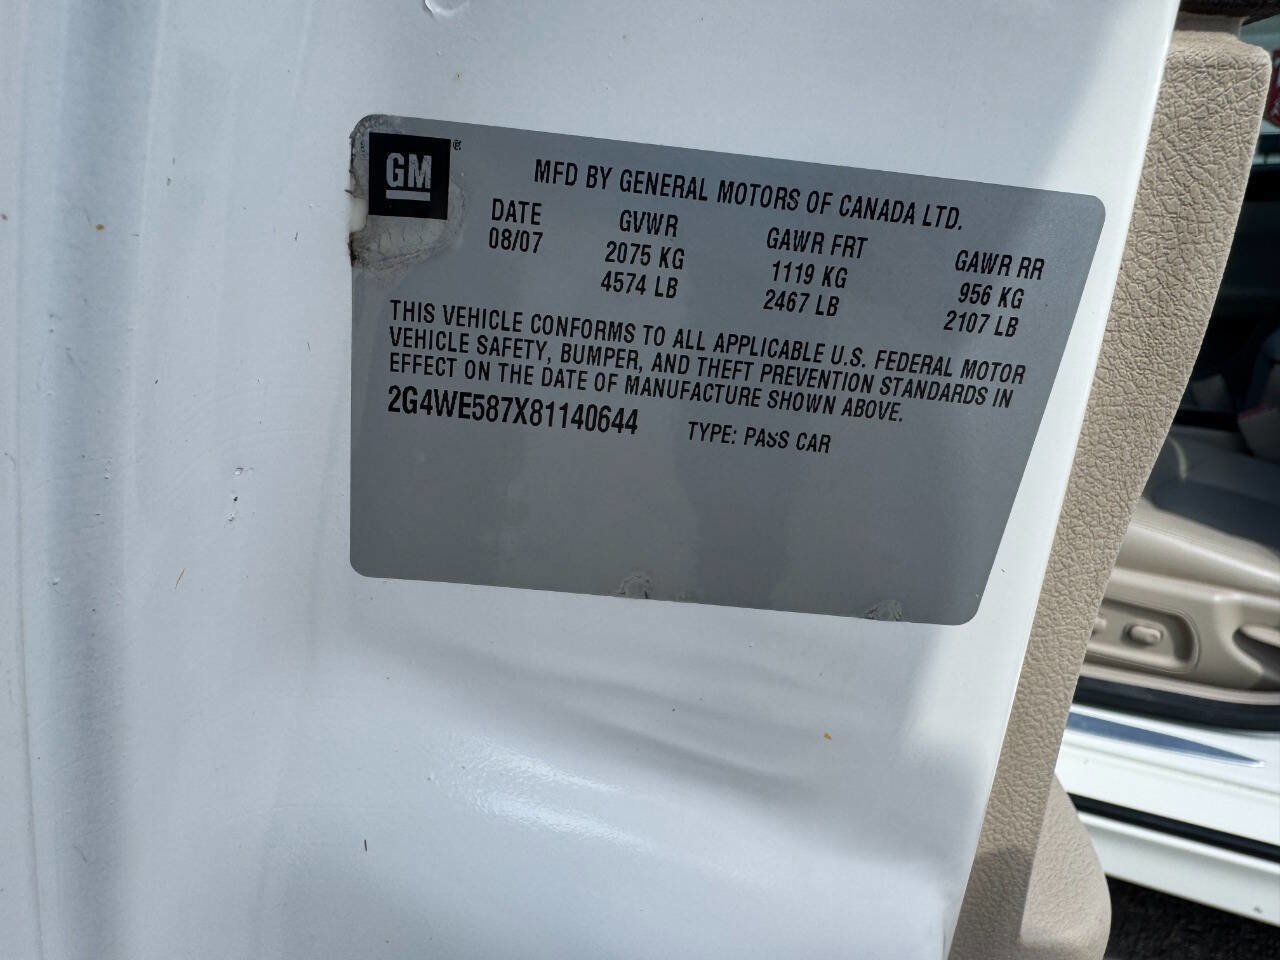 GM ®
MFD BY GENERAL MOTORS OF CANADA LTD.
DATE GVWR GAWR FRT GAWR RR
08/07 2075 KG 1119 KG 956 KG
4574 LB 2467 LB 2107 LB
THIS VEHICLE CONFORMS TO ALL APPLICABLE U.S. FEDERAL MOTOR
VEHICLE SAFETY, BUMPER, AND THEFT PREVENTION STANDARDS IN
EFFECT ON THE DATE OF MANUFACTURE SHOWN ABOVE.
2G4WE587X81140644 TYPE: PASS CAR